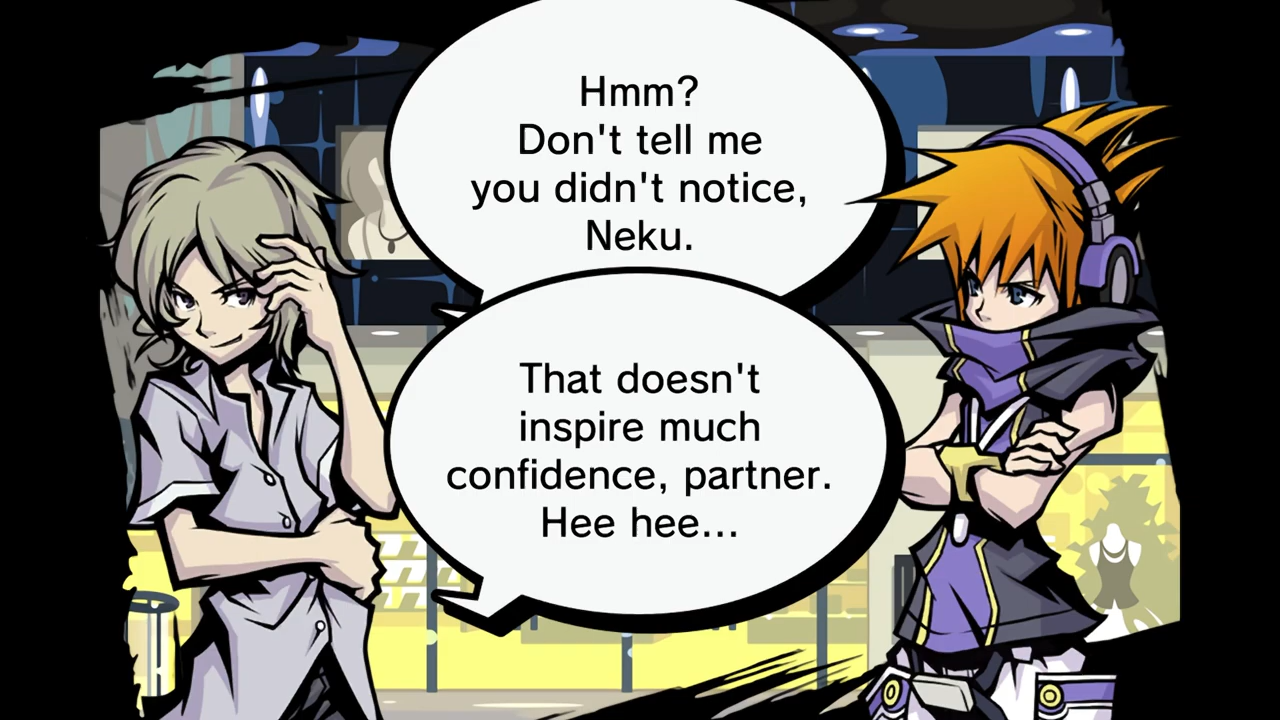 Hmm?
Don't tell me
you didn't notice,
Neku.
That doesn't
inspire much
confidence, partner.
Hee hee...